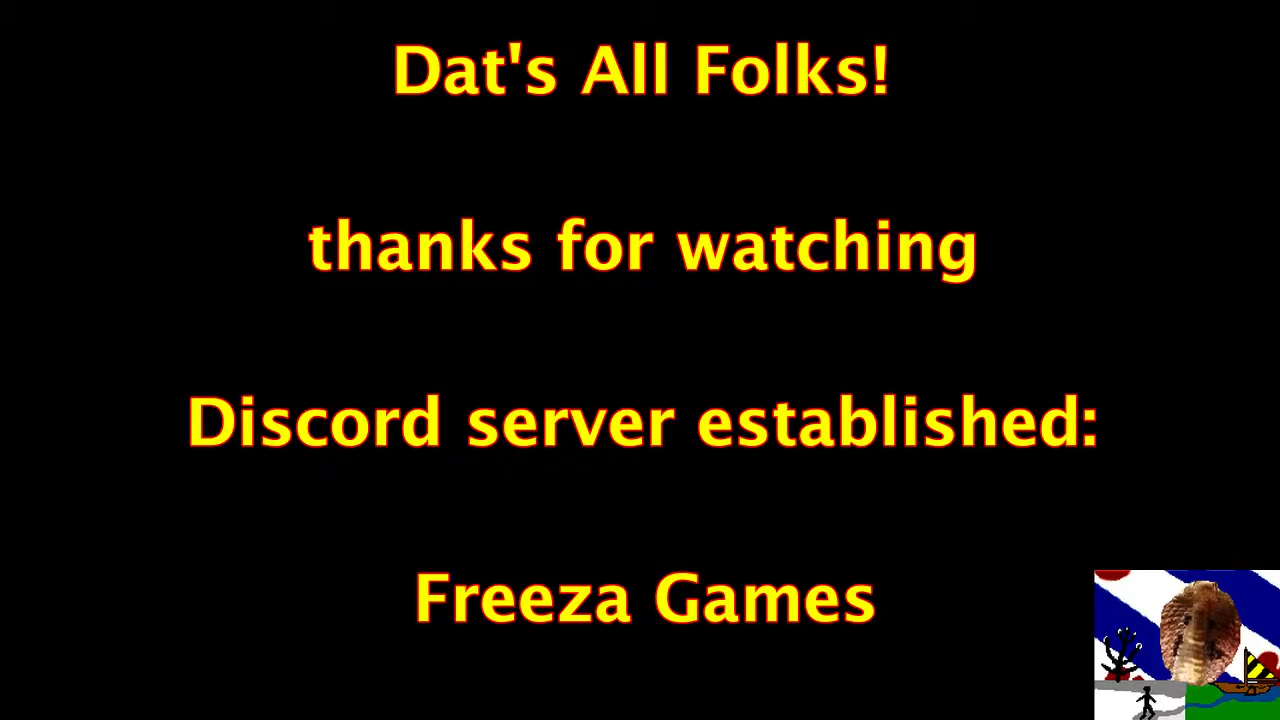 Dat's All Folks!
thanks for watching
Discord server established:
Freeza Games